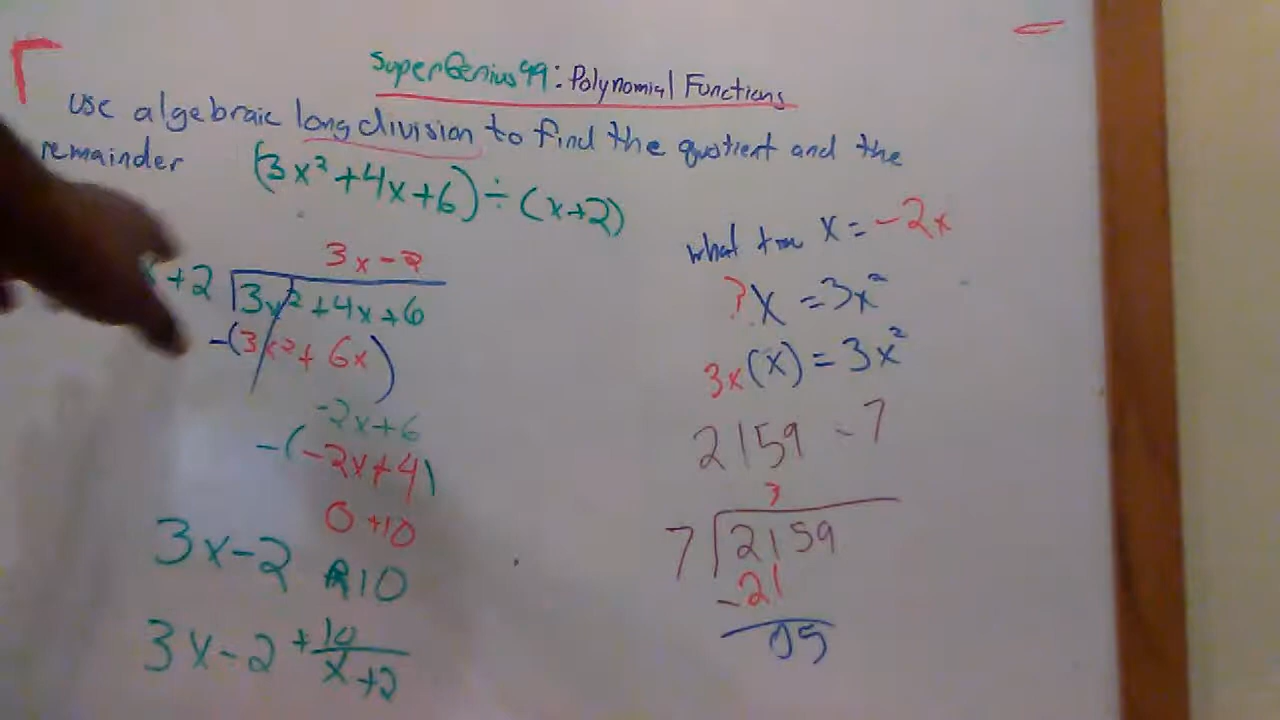 SuperGenius99: Polynomial Functions
use algebraic long division to find the quotient and the
remainder (3x²+4x+6)÷(x+2)
3x-2
x+2 3x²+4x+6
-(3x²+6x)
-2x+6
-(-2x+4)
0+10
3x-2 R10
3x-2+10/x+2
what x=-2x
?x=3x²
3x(x)=3x²
2159-7
3
7 2159
-21
05